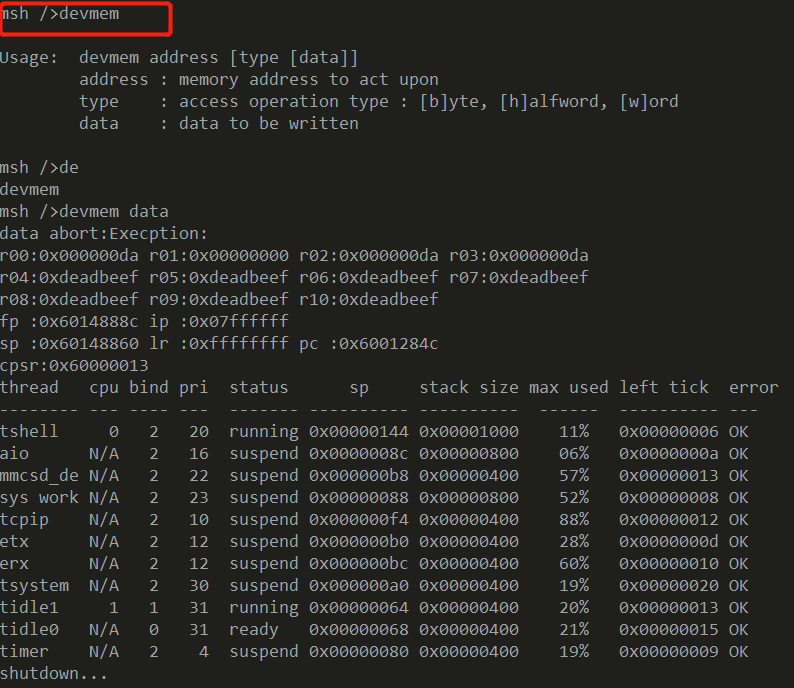 msh />devmem
Usage:  devmem address [type [data]]
        address : memory address to act upon
        type    : access operation type : [b]yte, [h]alfword, [w]ord
        data    : data to be written
msh />de
devmem
msh />devmem data
data abort:Execption:
r00:0x000000da r01:0x00000000 r02:0x000000da r03:0x000000da
r04:0xdeadbeef r05:0xdeadbeef r06:0xdeadbeef r07:0xdeadbeef
r08:0xdeadbeef r09:0xdeadbeef r10:0xdeadbeef
fp :0x6014888c ip :0x07ffffff
sp :0x60148860 lr :0xffffffff pc :0x6001284c
cpsr:0x60000013
thread   cpu bind pri  status      sp     stack size max used left tick  error
-------- --- ---- ---  ------- ---------- ----------  ------  ---------- ---
tshell     0   2   20  running 0x00000144 0x00001000    11%   0x00000006 OK
aio      N/A   2   16  suspend 0x0000008c 0x00000800    06%   0x0000000a OK
mmcsd_de N/A   2   22  suspend 0x000000b8 0x00000400    57%   0x00000013 OK
sys work N/A   2   23  suspend 0x00000088 0x00000800    52%   0x00000008 OK
tcpip    N/A   2   10  suspend 0x000000f4 0x00000400    88%   0x00000012 OK
etx      N/A   2   12  suspend 0x000000b0 0x00000400    28%   0x0000000d OK
erx      N/A   2   12  suspend 0x000000bc 0x00000400    60%   0x00000010 OK
tsystem  N/A   2   30  suspend 0x000000a0 0x00000400    19%   0x00000020 OK
tidle1     1   1   31  running 0x00000064 0x00000400    20%   0x00000013 OK
tidle0   N/A   0   31  ready   0x00000068 0x00000400    21%   0x00000015 OK
timer    N/A   2    4  suspend 0x00000080 0x00000400    19%   0x00000009 OK
shutdown...